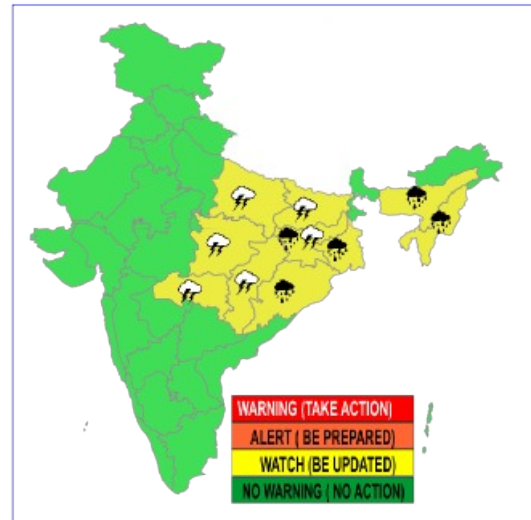 WARNING (TAKE ACTION)
ALERT ( BE PREPARED)
WATCH (BE UPDATED)
NO WARNING ( NO ACTION)